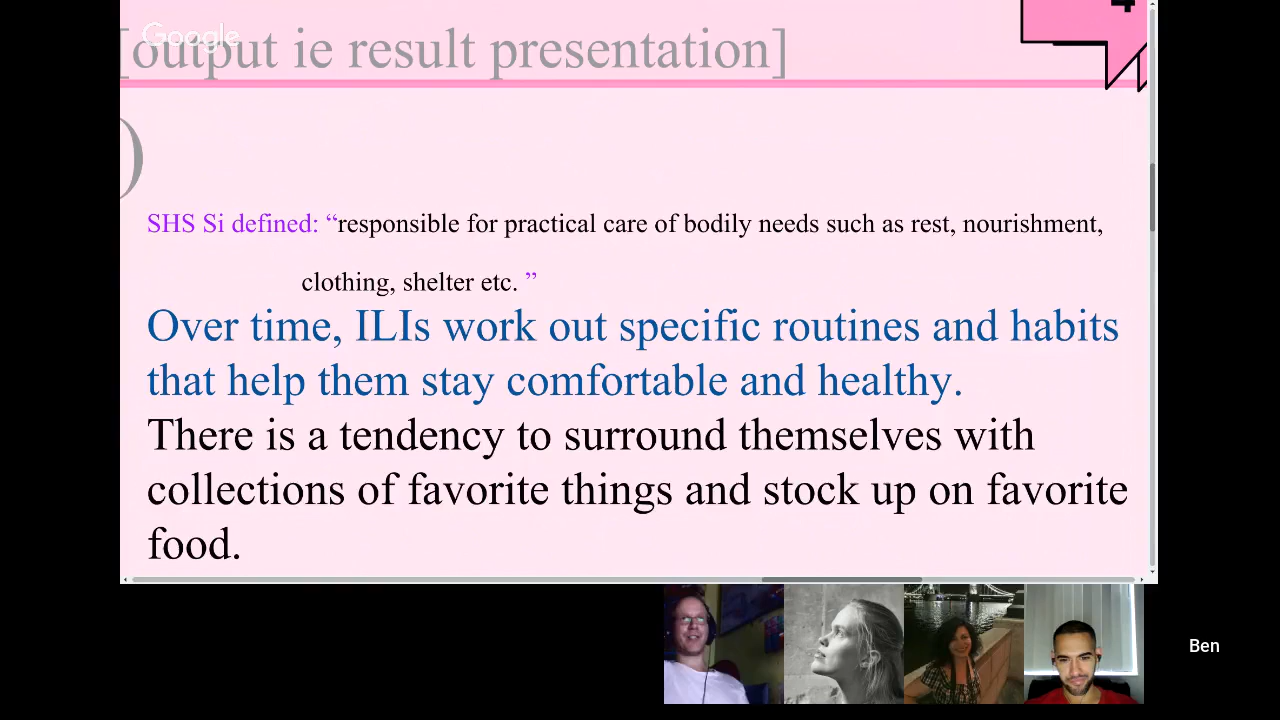 Google
[output ie result presentation]
)
SHS Si defined: “responsible for practical care of bodily needs such as rest, nourishment,
clothing, shelter etc. ”
Over time, ILIs work out specific routines and habits
that help them stay comfortable and healthy.
There is a tendency to surround themselves with
collections of favorite things and stock up on favorite
food.
Ben